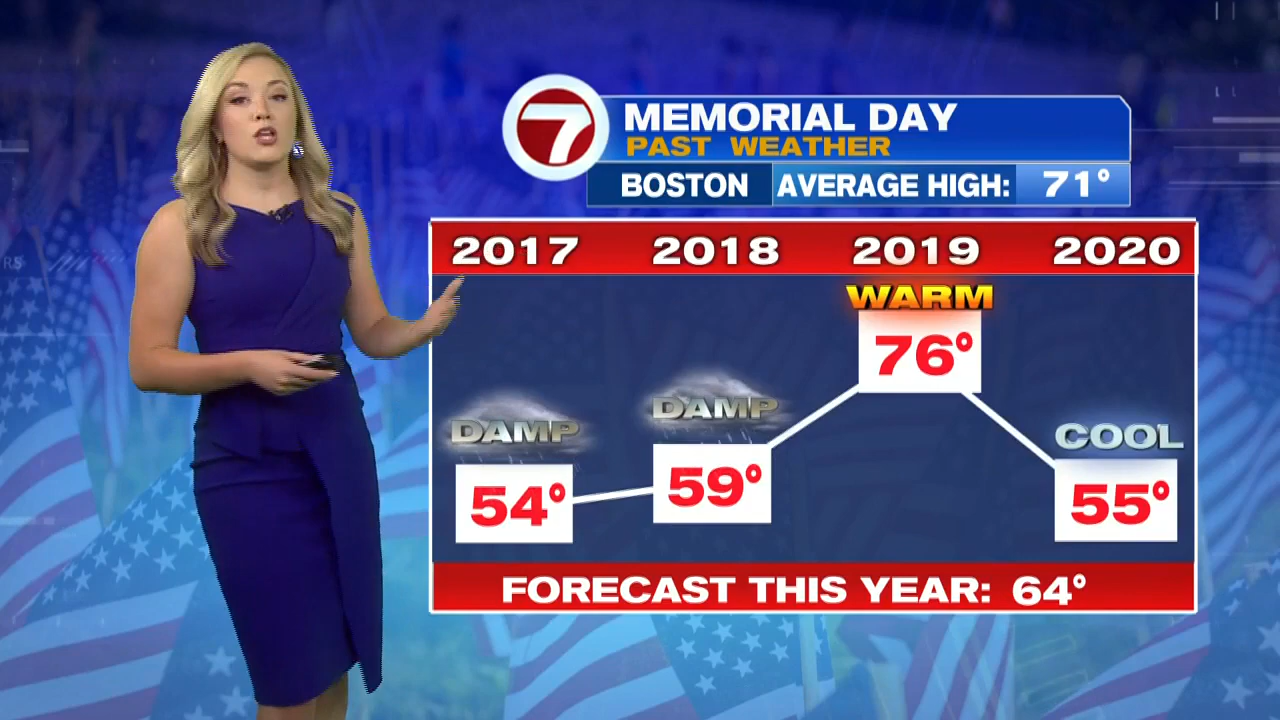 7
MEMORIAL DAY
PAST WEATHER
BOSTON AVERAGE HIGH: 71°
2017 2018 2019 2020
WARM
76°
DAMP
DAMP
COOL
54°
59°
55°
FORECAST THIS YEAR: 64°
RS